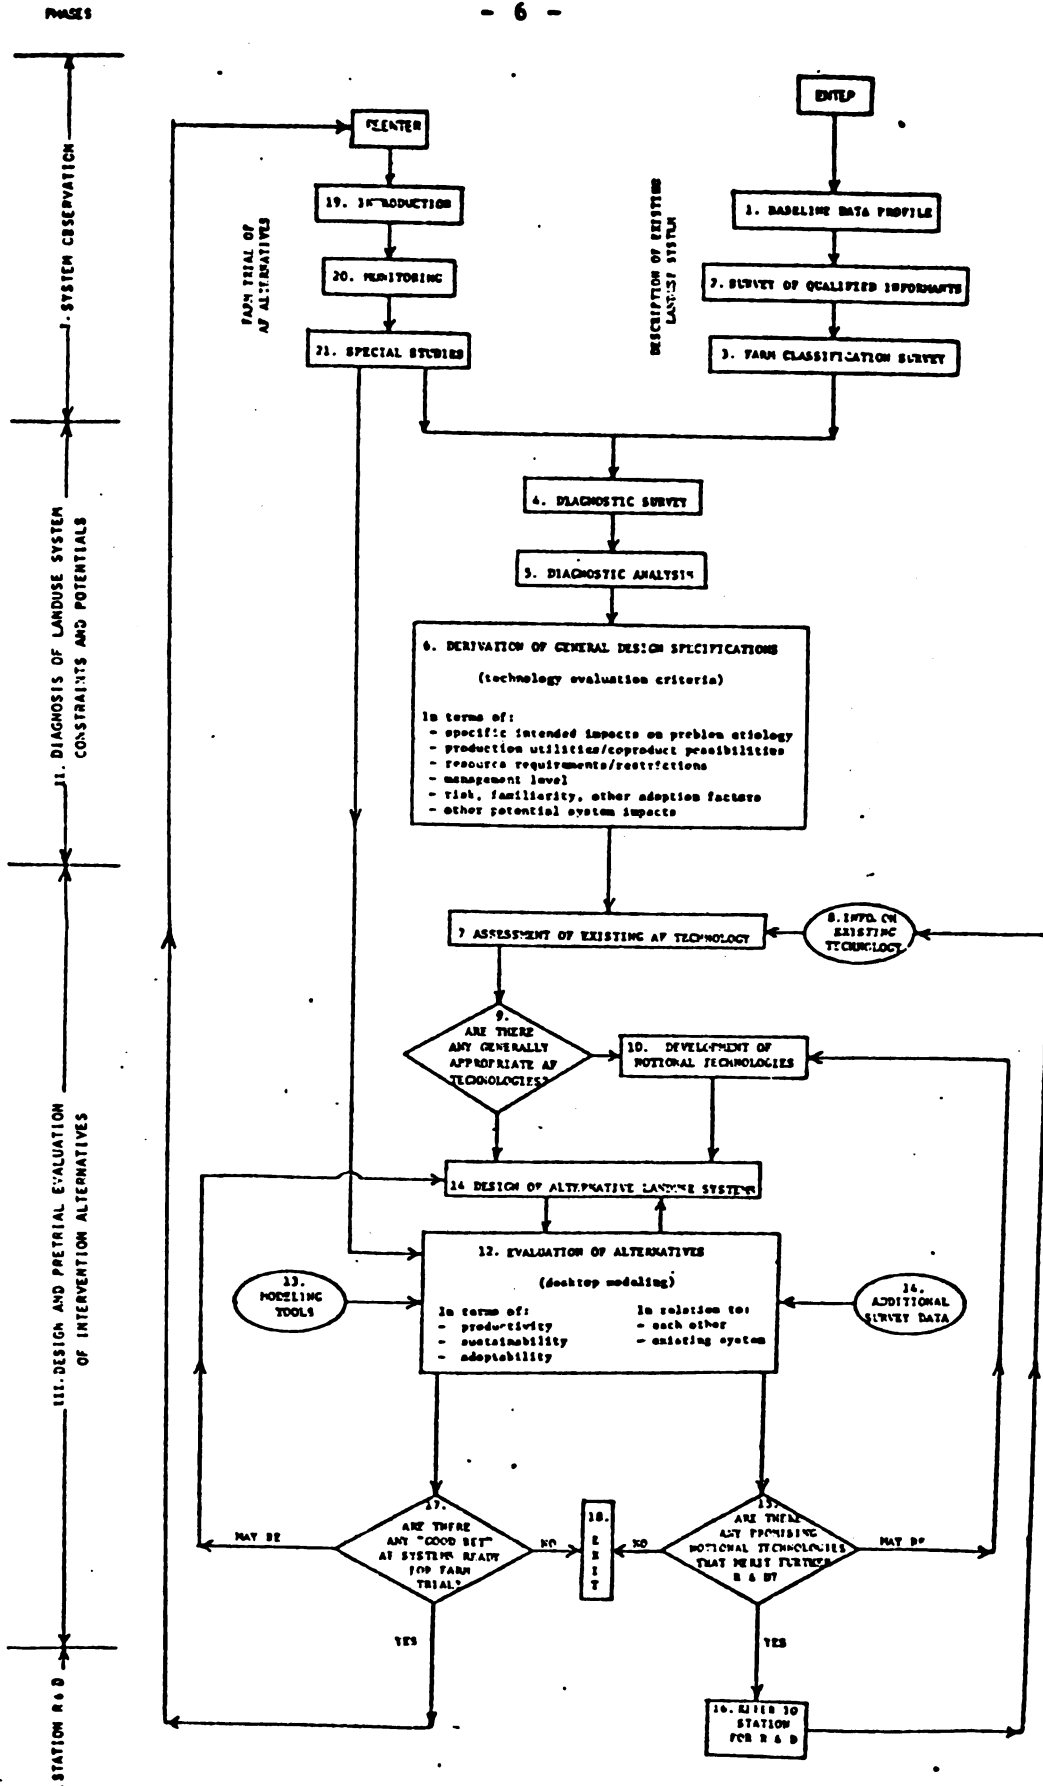 PHASES
- 6 -
ENTER
REENTER
I. SYSTEM OBSERVATION
FARM TRIAL OF
AF ALTERNATIVES
19. INTRODUCTION
20. MONITORING
21. SPECIAL STUDIES
DESCRIPTION OF EXISTING
LANDUSE SYSTEM
1. BASELINE DATA PROFILE
2. SURVEY OF QUALIFIED INFORMANTS
3. FARM CLASSIFICATION SURVEY
II. DIAGNOSIS OF LANDUSE SYSTEM
CONSTRAINTS AND POTENTIALS
4. DIAGNOSTIC SURVEY
5. DIAGNOSTIC ANALYSIS
6. DERIVATION OF GENERAL DESIGN SPECIFICATIONS
(technology evaluation criteria)
In terms of:
- specific intended impacts on problem etiology
- production utilities/coproduct possibilities
- resource requirements/restrictions
- management level
- risk, familiarity, other adoption factors
- other potential system impacts
III. DESIGN AND PRETRIAL EVALUATION
OF INTERVENTION ALTERNATIVES
7 ASSESSMENT OF EXISTING AF TECHNOLOGY
8. INFO. ON
EXISTING
TECHNOLOGY
9.
ARE THERE
ANY GENERALLY
APPROPRIATE AF
TECHNOLOGIES?
10. DEVELOPMENT OF
NOTIONAL TECHNOLOGIES
14 DESIGN OF ALTERNATIVE LANDUSE SYSTEMS
12. EVALUATION OF ALTERNATIVES
(desktop modeling)
In terms of:
- productivity
- sustainability
- adoptability
In relation to:
- each other
- existing system
13.
MODELING
TOOLS
14.
ADDITIONAL
SURVEY DATA
17.
ARE THERE
ANY "GOOD BET"
AF SYSTEMS READY
FOR FARM
TRIAL?
MAY BE
NO
18.
EXIT
NO
15.
ARE THERE
ANY PROMISING
NOTIONAL TECHNOLOGIES
THAT MERIT FURTHER
R & D?
MAY BE
YES
YES
16. REFER TO
STATION
FOR R & D
STATION R & D